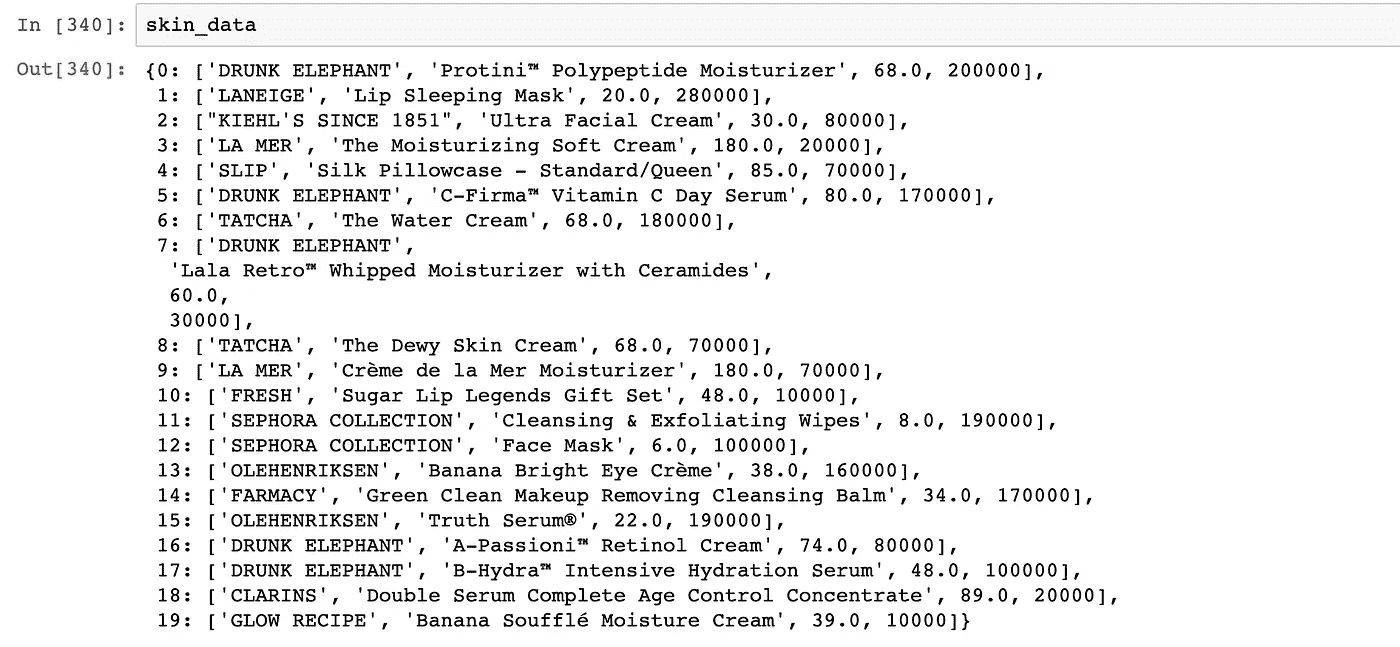 In [340]: skin_data
Out[340]: {0: ['DRUNK ELEPHANT', 'Protini™ Polypeptide Moisturizer', 68.0, 200000],
1: ['LANEIGE', 'Lip Sleeping Mask', 20.0, 280000],
2: ["KIEHL'S SINCE 1851", 'Ultra Facial Cream', 30.0, 80000],
3: ['LA MER', 'The Moisturizing Soft Cream', 180.0, 20000],
4: ['SLIP', 'Silk Pillowcase - Standard/Queen', 85.0, 70000],
5: ['DRUNK ELEPHANT', 'C-Firma™ Vitamin C Day Serum', 80.0, 170000],
6: ['TATCHA', 'The Water Cream', 68.0, 180000],
7: ['DRUNK ELEPHANT',
'Lala Retro™ Whipped Moisturizer with Ceramides',
60.0,
30000],
8: ['TATCHA', 'The Dewy Skin Cream', 68.0, 70000],
9: ['LA MER', 'Crème de la Mer Moisturizer', 180.0, 70000],
10: ['FRESH', 'Sugar Lip Legends Gift Set', 48.0, 10000],
11: ['SEPHORA COLLECTION', 'Cleansing & Exfoliating Wipes', 8.0, 190000],
12: ['SEPHORA COLLECTION', 'Face Mask', 6.0, 100000],
13: ['OLEHENRIKSEN', 'Banana Bright Eye Crème', 38.0, 160000],
14: ['FARMACY', 'Green Clean Makeup Removing Cleansing Balm', 34.0, 170000],
15: ['OLEHENRIKSEN', 'Truth Serum®', 22.0, 190000],
16: ['DRUNK ELEPHANT', 'A-Passioni™ Retinol Cream', 74.0, 80000],
17: ['DRUNK ELEPHANT', 'B-Hydra™ Intensive Hydration Serum', 48.0, 100000],
18: ['CLARINS', 'Double Serum Complete Age Control Concentrate', 89.0, 20000],
19: ['GLOW RECIPE', 'Banana Soufflé Moisture Cream', 39.0, 10000]}